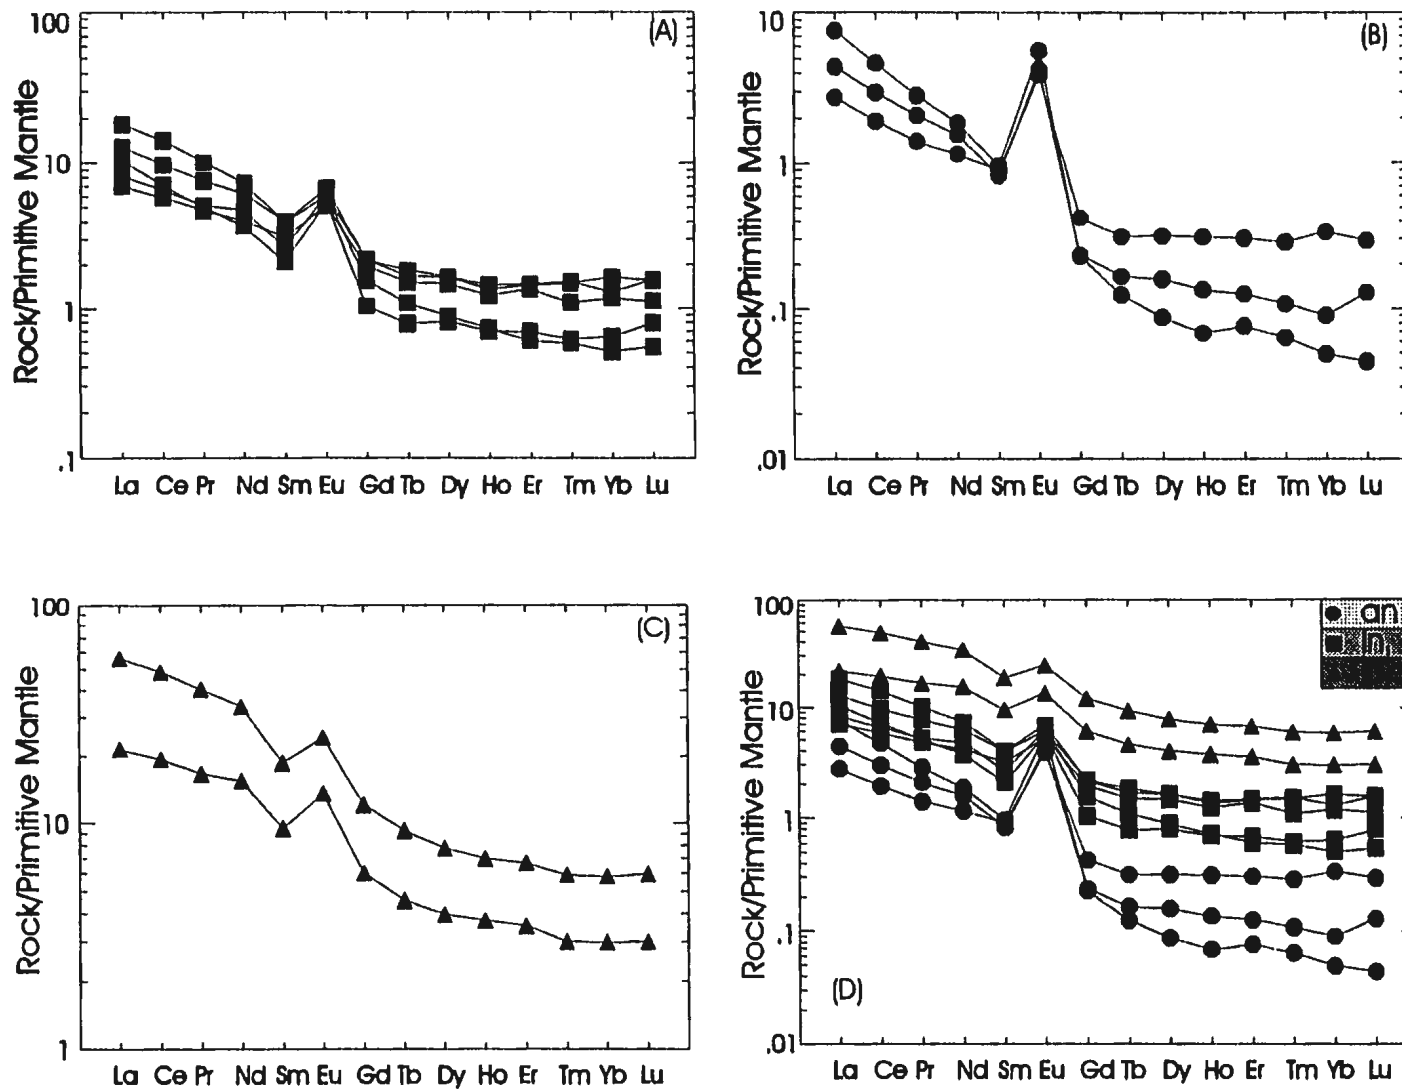 100
10
1
.1
Rock/Primitive Mantle
(A)
La Ce Pr Nd Sm Eu Gd Tb Dy Ho Er Tm Yb Lu
10
1
0.1
.01
Rock/Primitive Mantle
(B)
La Ce Pr Nd Sm Eu Gd Tb Dy Ho Er Tm Yb Lu
100
10
1
Rock/Primitive Mantle
(C)
La Ce Pr Nd Sm Eu Gd Tb Dy Ho Er Tm Yb Lu
100
10
1
0.1
.01
Rock/Primitive Mantle
(D)
an
La Ce Pr Nd Sm Eu Gd Tb Dy Ho Er Tm Yb Lu